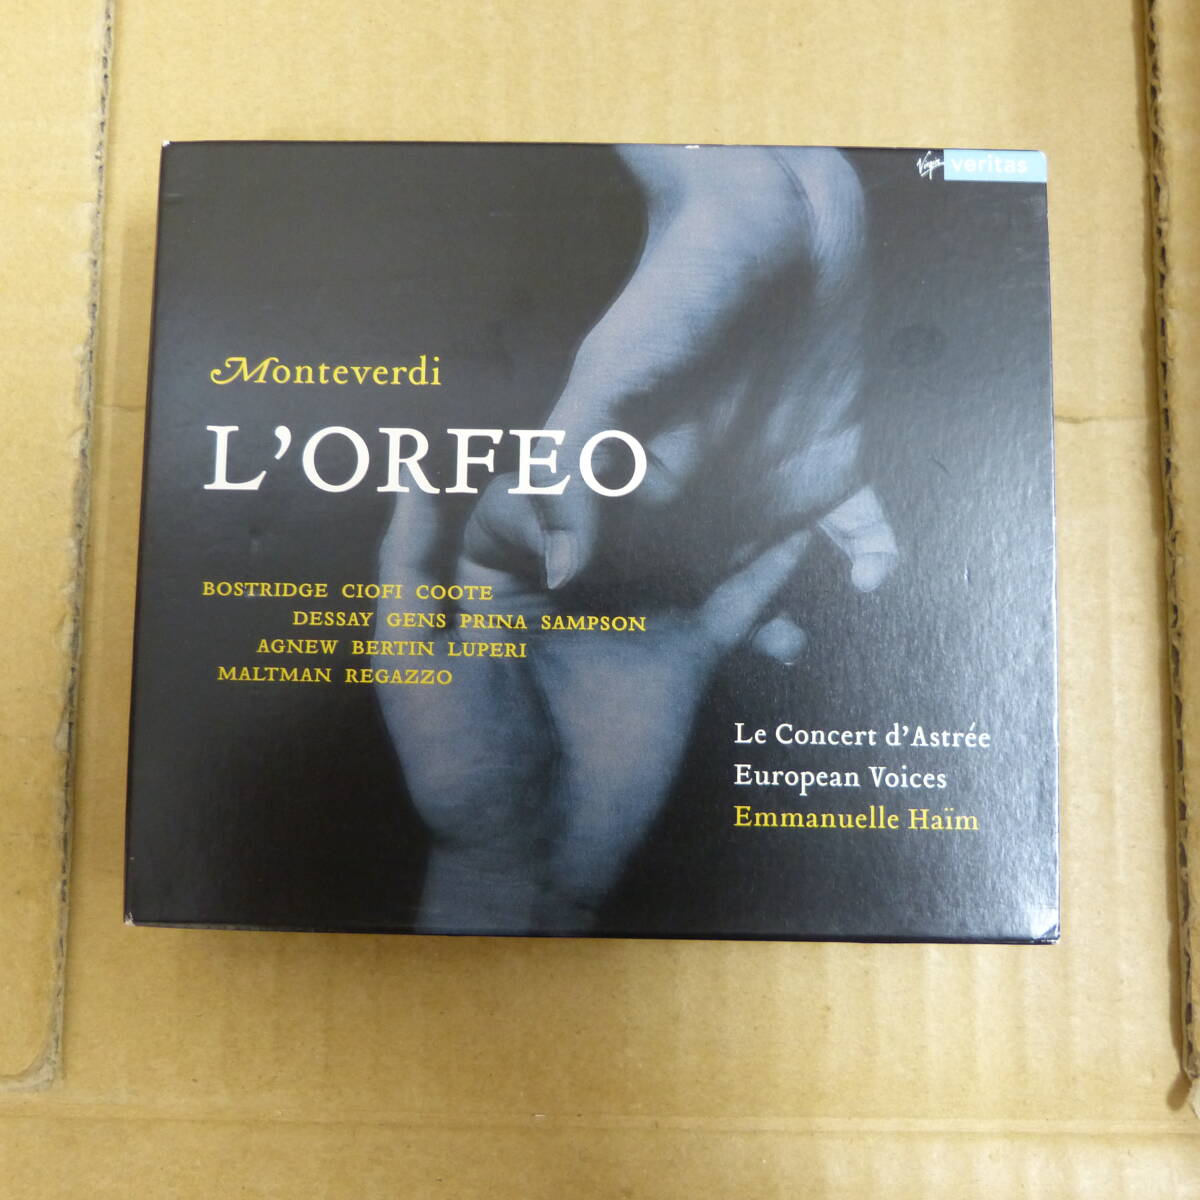 Virgin veritas
Monteverdi
L'ORFEO
BOSTRIDGE CIOFI COOTE
DESSAY GENS PRINA SAMPSON
AGNEW BERTIN LUPERI
MALTMAN REGAZZO
Le Concert d'Astrée
European Voices
Emmanuelle Haïm